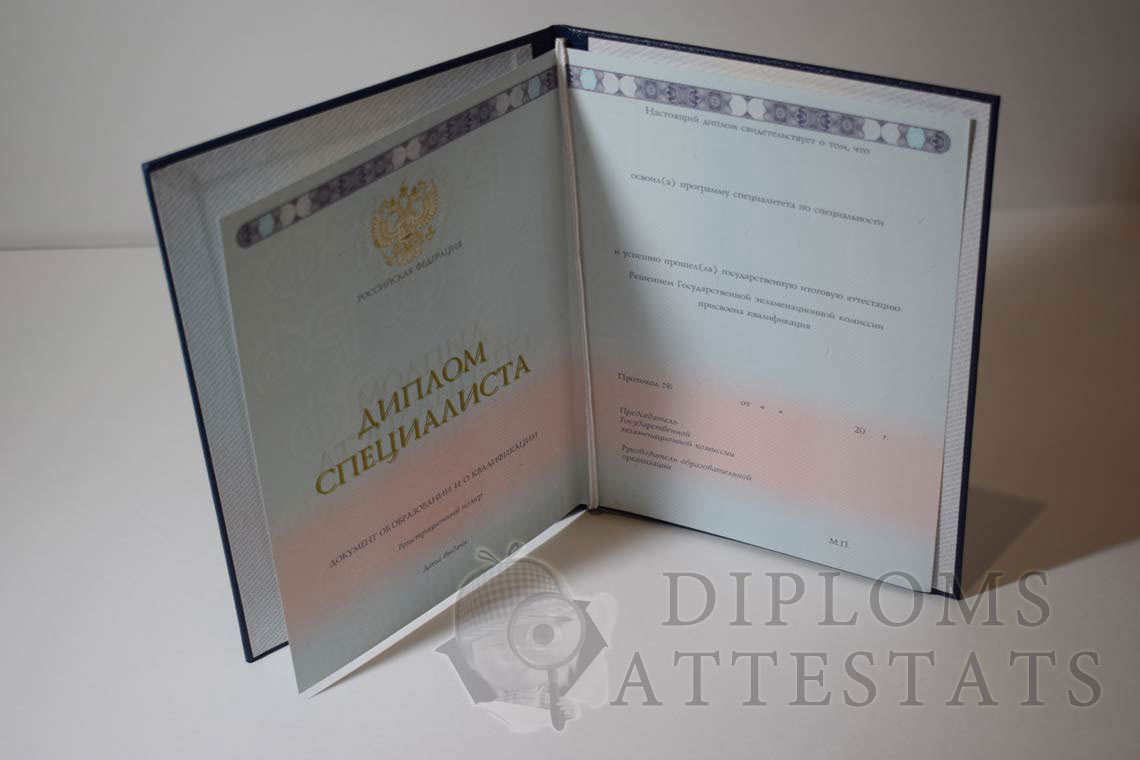 РОССИЙСКАЯ ФЕДЕРАЦИЯ
ДИПЛОМ
СПЕЦИАЛИСТА
ДОКУМЕНТ ОБ ОБРАЗОВАНИИ И О КВАЛИФИКАЦИИ
Регистрационный номер
Дата выдачи
Настоящий диплом свидетельствует о том, что
освоил(а) программу специалитета по специальности
и успешно прошел(ла) государственную итоговую аттестацию
Решением Государственной экзаменационной комиссии
присвоена квалификация
Протокол №
от « »
20 г.
Председатель
Государственной
экзаменационной комиссии
Руководитель образовательной
организации
М.П.
DIPLOMS
ATTESTATS